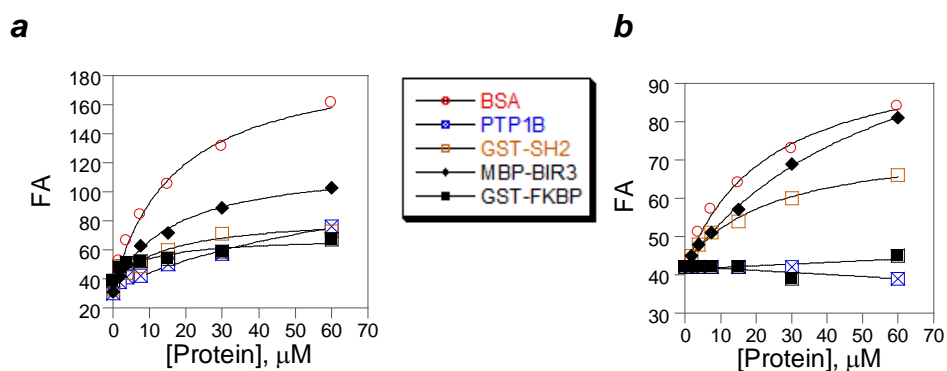 a
b
FA
180
160
140
120
100
80
60
40
20
0 10 20 30 40 50 60 70
[Protein], μM
BSA
PTP1B
GST-SH2
MBP-BIR3
GST-FKBP
FA
90
80
70
60
50
40
30
0 10 20 30 40 50 60 70
[Protein], μM